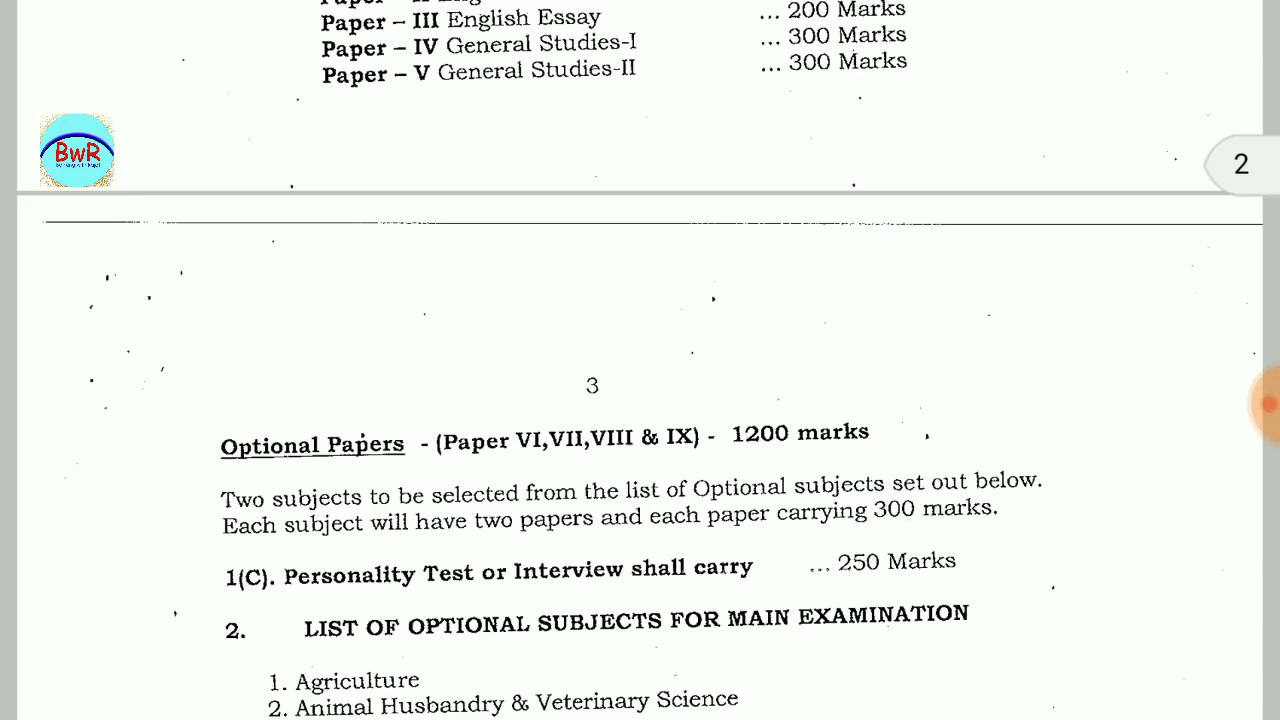 Paper – III English Essay ... 200 Marks
Paper – IV General Studies-I ... 300 Marks
Paper – V General Studies-II ... 300 Marks
BwR
2
3
Optional Papers - (Paper VI,VII,VIII & IX) - 1200 marks
Two subjects to be selected from the list of Optional subjects set out below.
Each subject will have two papers and each paper carrying 300 marks.
1(C). Personality Test or Interview shall carry ... 250 Marks
2. LIST OF OPTIONAL SUBJECTS FOR MAIN EXAMINATION
1. Agriculture
2. Animal Husbandry & Veterinary Science